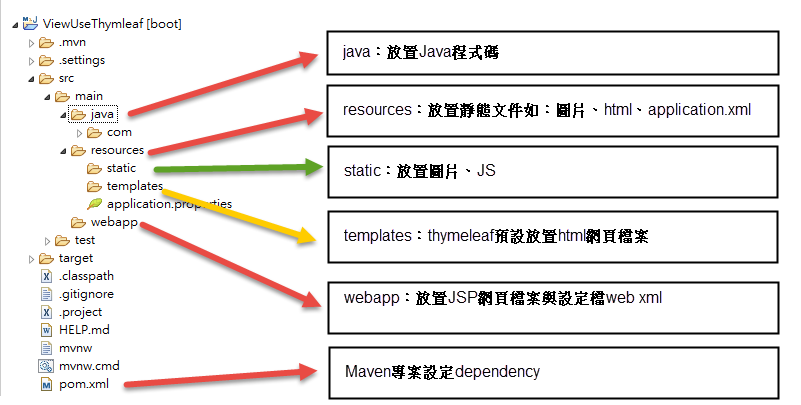 ViewUseThymleaf [boot]
.mvn
.settings
src
main
java
com
resources
static
templates
application.properties
webapp
test
target
.classpath
.gitignore
.project
HELP.md
mvnw
mvnw.cmd
pom.xml
java：放置Java程式碼
resources：放置靜態文件如：圖片、html、application.xml
static：放置圖片、JS
templates：thymeleaf預設放置html網頁檔案
webapp：放置JSP網頁檔案與設定檔web xml
Maven專案設定dependency